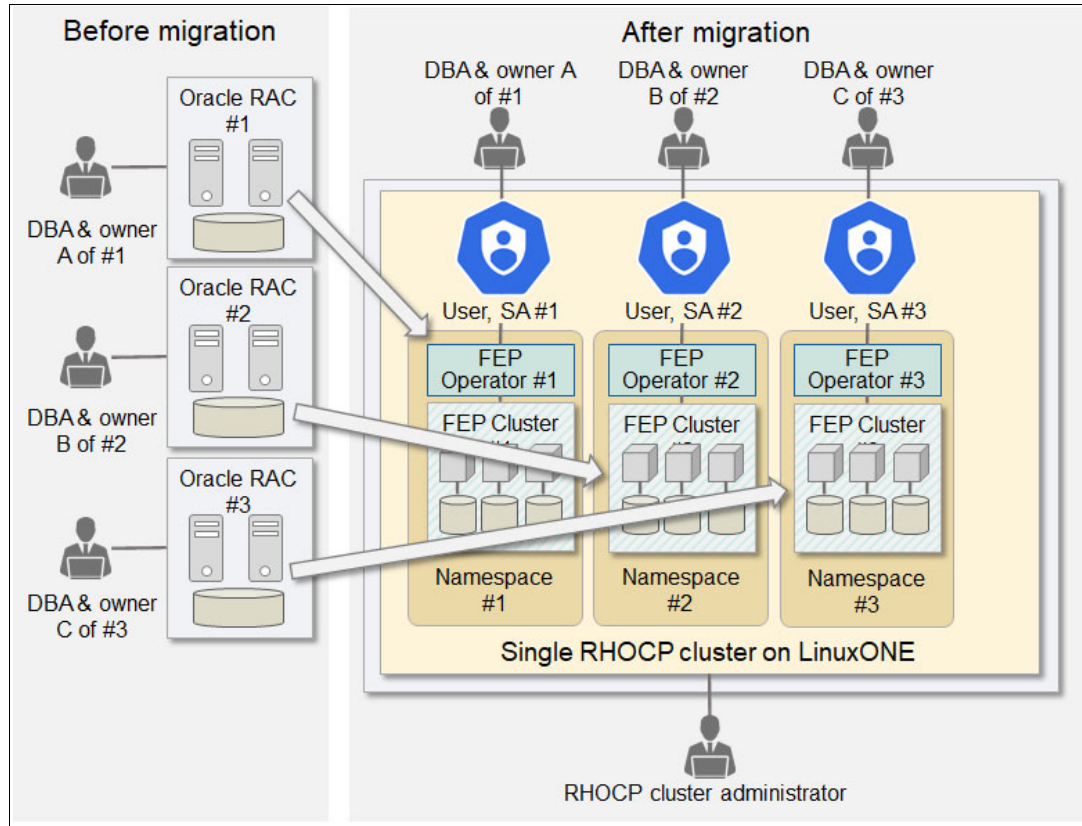 Before migration
Oracle RAC
#1
DBA & owner
A of #1
Oracle RAC
#2
DBA & owner
B of #2
Oracle RAC
#3
DBA & owner
C of #3
After migration
DBA & owner A
of #1
DBA & owner
B of #2
DBA & owner
C of #3
User, SA #1
User, SA #2
User, SA #3
FEP
Operator #1
FEP
Operator #2
FEP
Operator #3
FEP Cluster
FEP Cluster
FEP Cluster
Namespace
#1
Namespace
#2
Namespace
#3
Single RHOCP cluster on LinuxONE
RHOCP cluster administrator